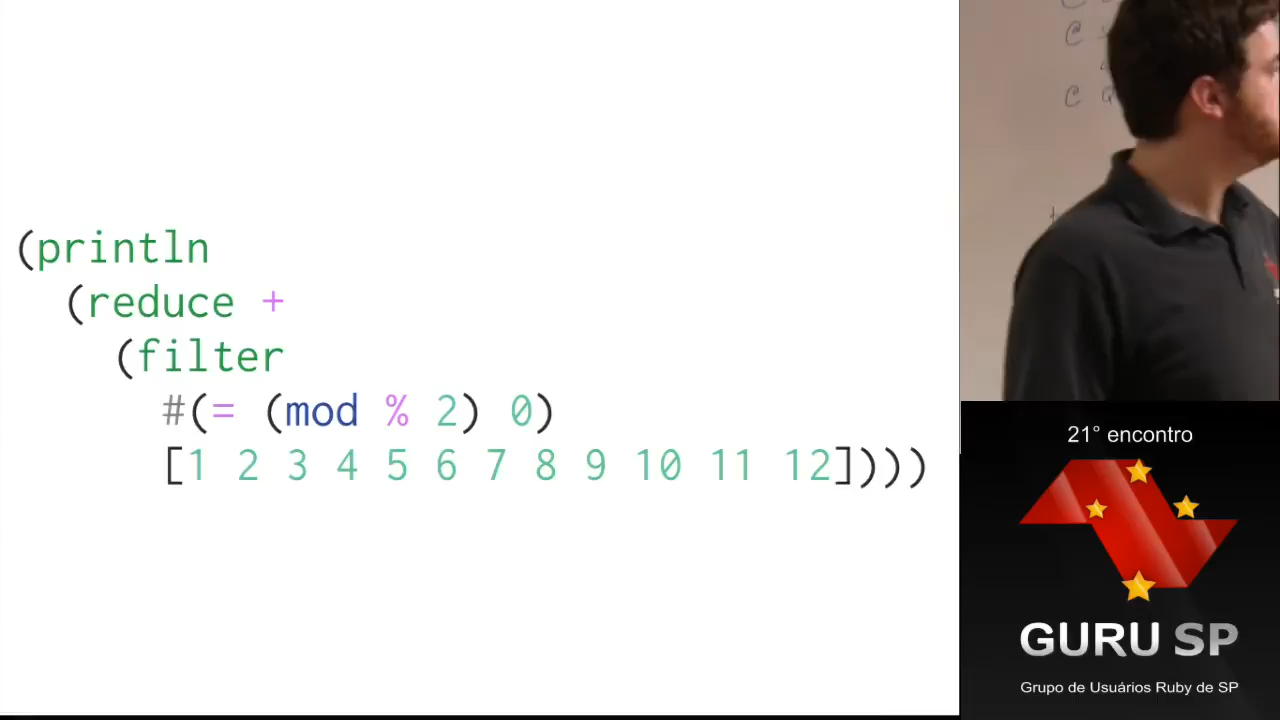 (println
(reduce +
(filter
#(= (mod % 2) 0)
[1 2 3 4 5 6 7 8 9 10 11 12])))
21° encontro
GURU SP
Grupo de Usuários Ruby de SP